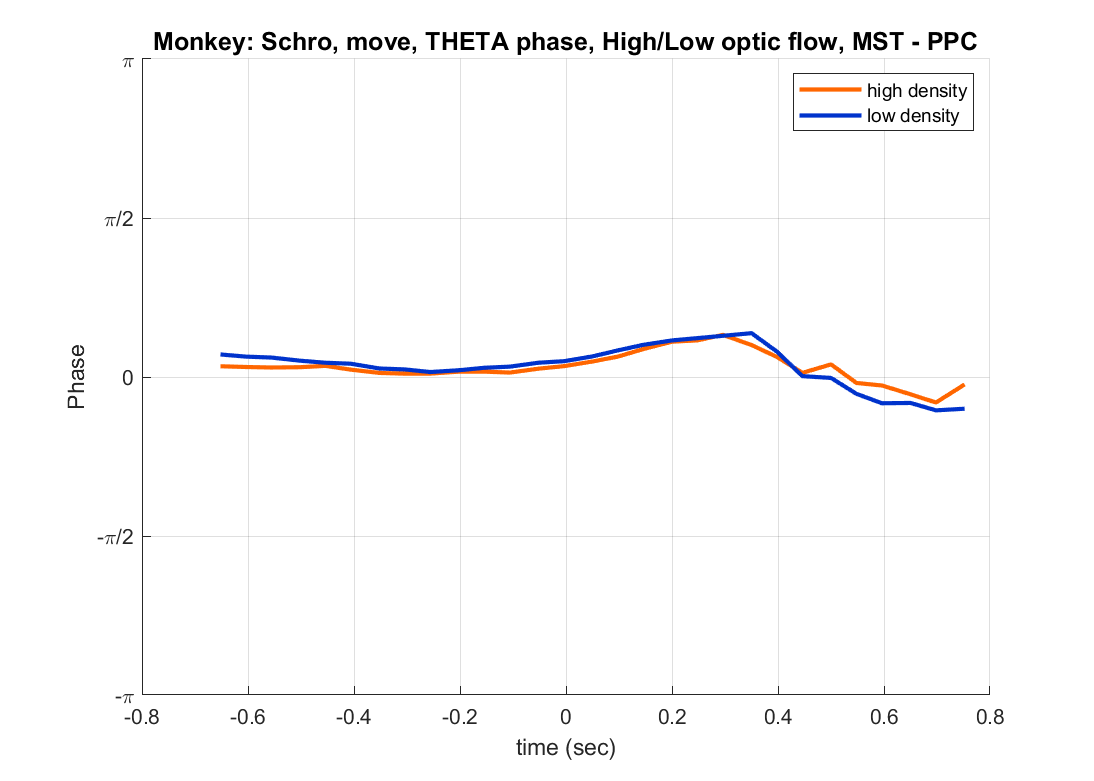 Monkey: Schro, move, THETA phase, High/Low optic flow, MST - PPC
high density
low density
π
π/2
0
-π/2
-π
Phase
-0.8 -0.6 -0.4 -0.2 0 0.2 0.4 0.6 0.8
time (sec)